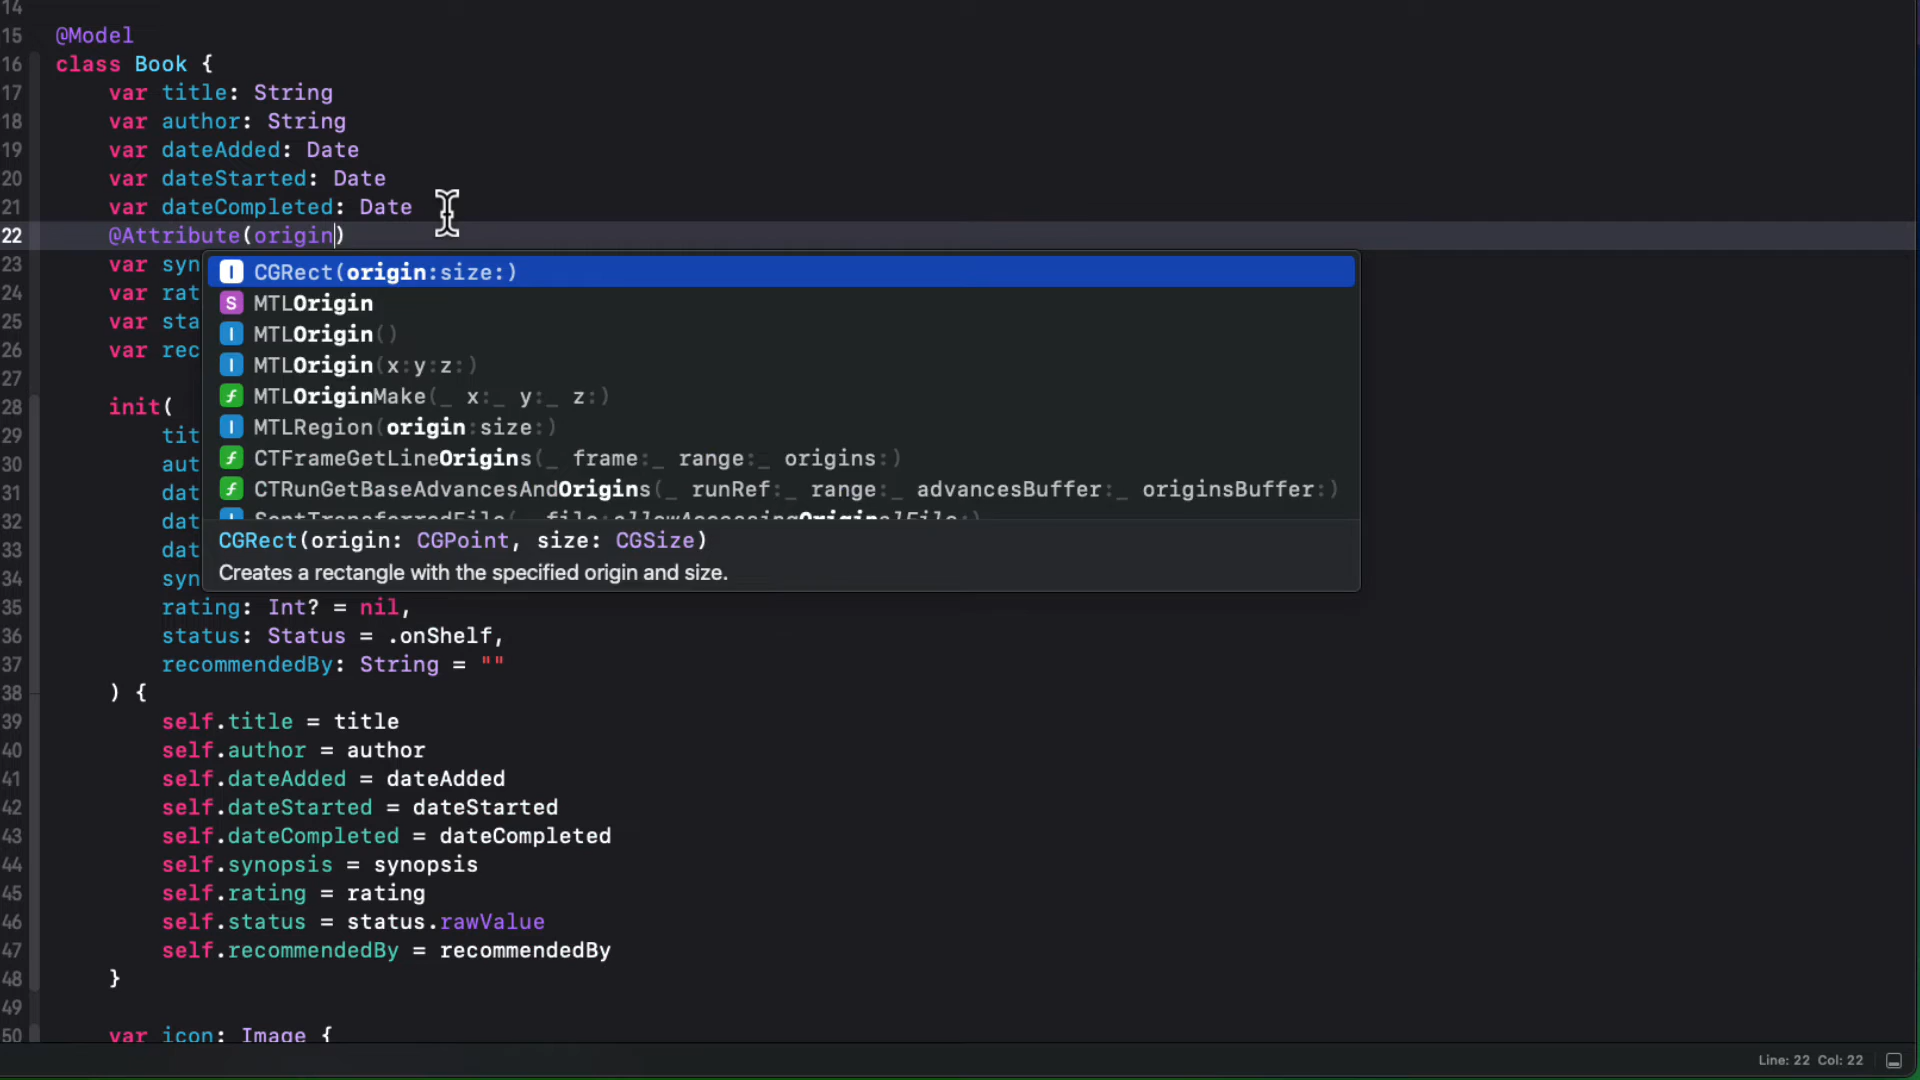 14
15 @Model
16 class Book {
17 var title: String
18 var author: String
19 var dateAdded: Date
20 var dateStarted: Date
21 var dateCompleted: Date
22 @Attribute(origin)
23 var syn
I CGRect(origin:size:)
24 var rat
S MTLOrigin
25 var sta
I MTLOrigin()
26 var rec
I MTLOrigin(x:y:z:)
27
f MTLOriginMake(_ x:_ y:_ z:)
28 init(
I MTLRegion(origin:size:)
29 tit
f CTFrameGetLineOrigins(_ frame:_ range:_ origins:)
30 aut
f CTRunGetBaseAdvancesAndOrigins(_ runRef:_ range:_ advancesBuffer:_ originsBuffer:)
31 dat
I SentTransferredFile(_ file:allowAccessingOriginalFile:)
32 dat
CGRect(origin: CGPoint, size: CGSize)
33 dat
Creates a rectangle with the specified origin and size.
34 syn
35 rating: Int? = nil,
36 status: Status = .onShelf,
37 recommendedBy: String = ""
38 ) {
39 self.title = title
40 self.author = author
41 self.dateAdded = dateAdded
42 self.dateStarted = dateStarted
43 self.dateCompleted = dateCompleted
44 self.synopsis = synopsis
45 self.rating = rating
46 self.status = status.rawValue
47 self.recommendedBy = recommendedBy
48 }
49
50 var icon: Image {
Line: 22 Col: 22